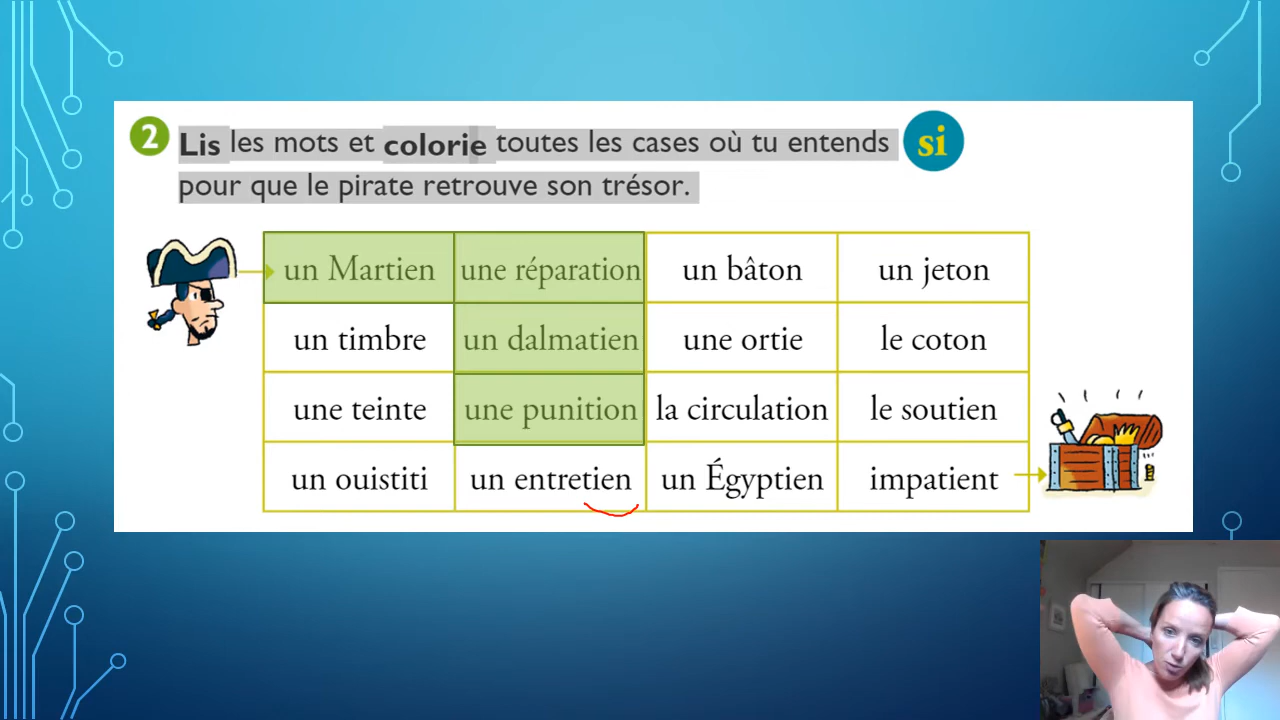 2 Lis les mots et colorie toutes les cases où tu entends si
pour que le pirate retrouve son trésor.
un Martien une réparation un bâton un jeton
un timbre un dalmatien une ortie le coton
une teinte une punition la circulation le soutien
un ouistiti un entretien un Égyptien impatient